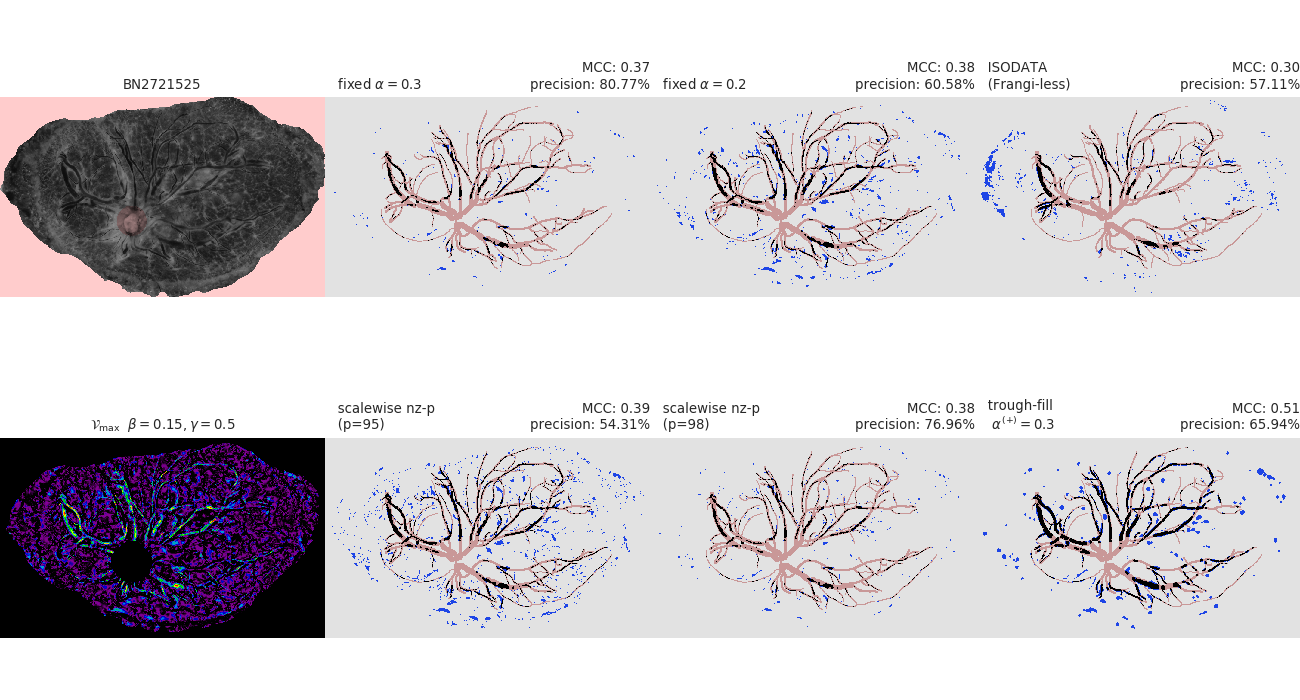 BN2721525
fixed α = 0.3
MCC: 0.37
precision: 80.77%
fixed α = 0.2
MCC: 0.38
precision: 60.58%
ISODATA
(Frangi-less)
MCC: 0.30
precision: 57.11%
𝒱max β = 0.15, γ = 0.5
scalewise nz-p
(p=95)
MCC: 0.39
precision: 54.31%
scalewise nz-p
(p=98)
MCC: 0.38
precision: 76.96%
trough-fill
α(+) = 0.3
MCC: 0.51
precision: 65.94%